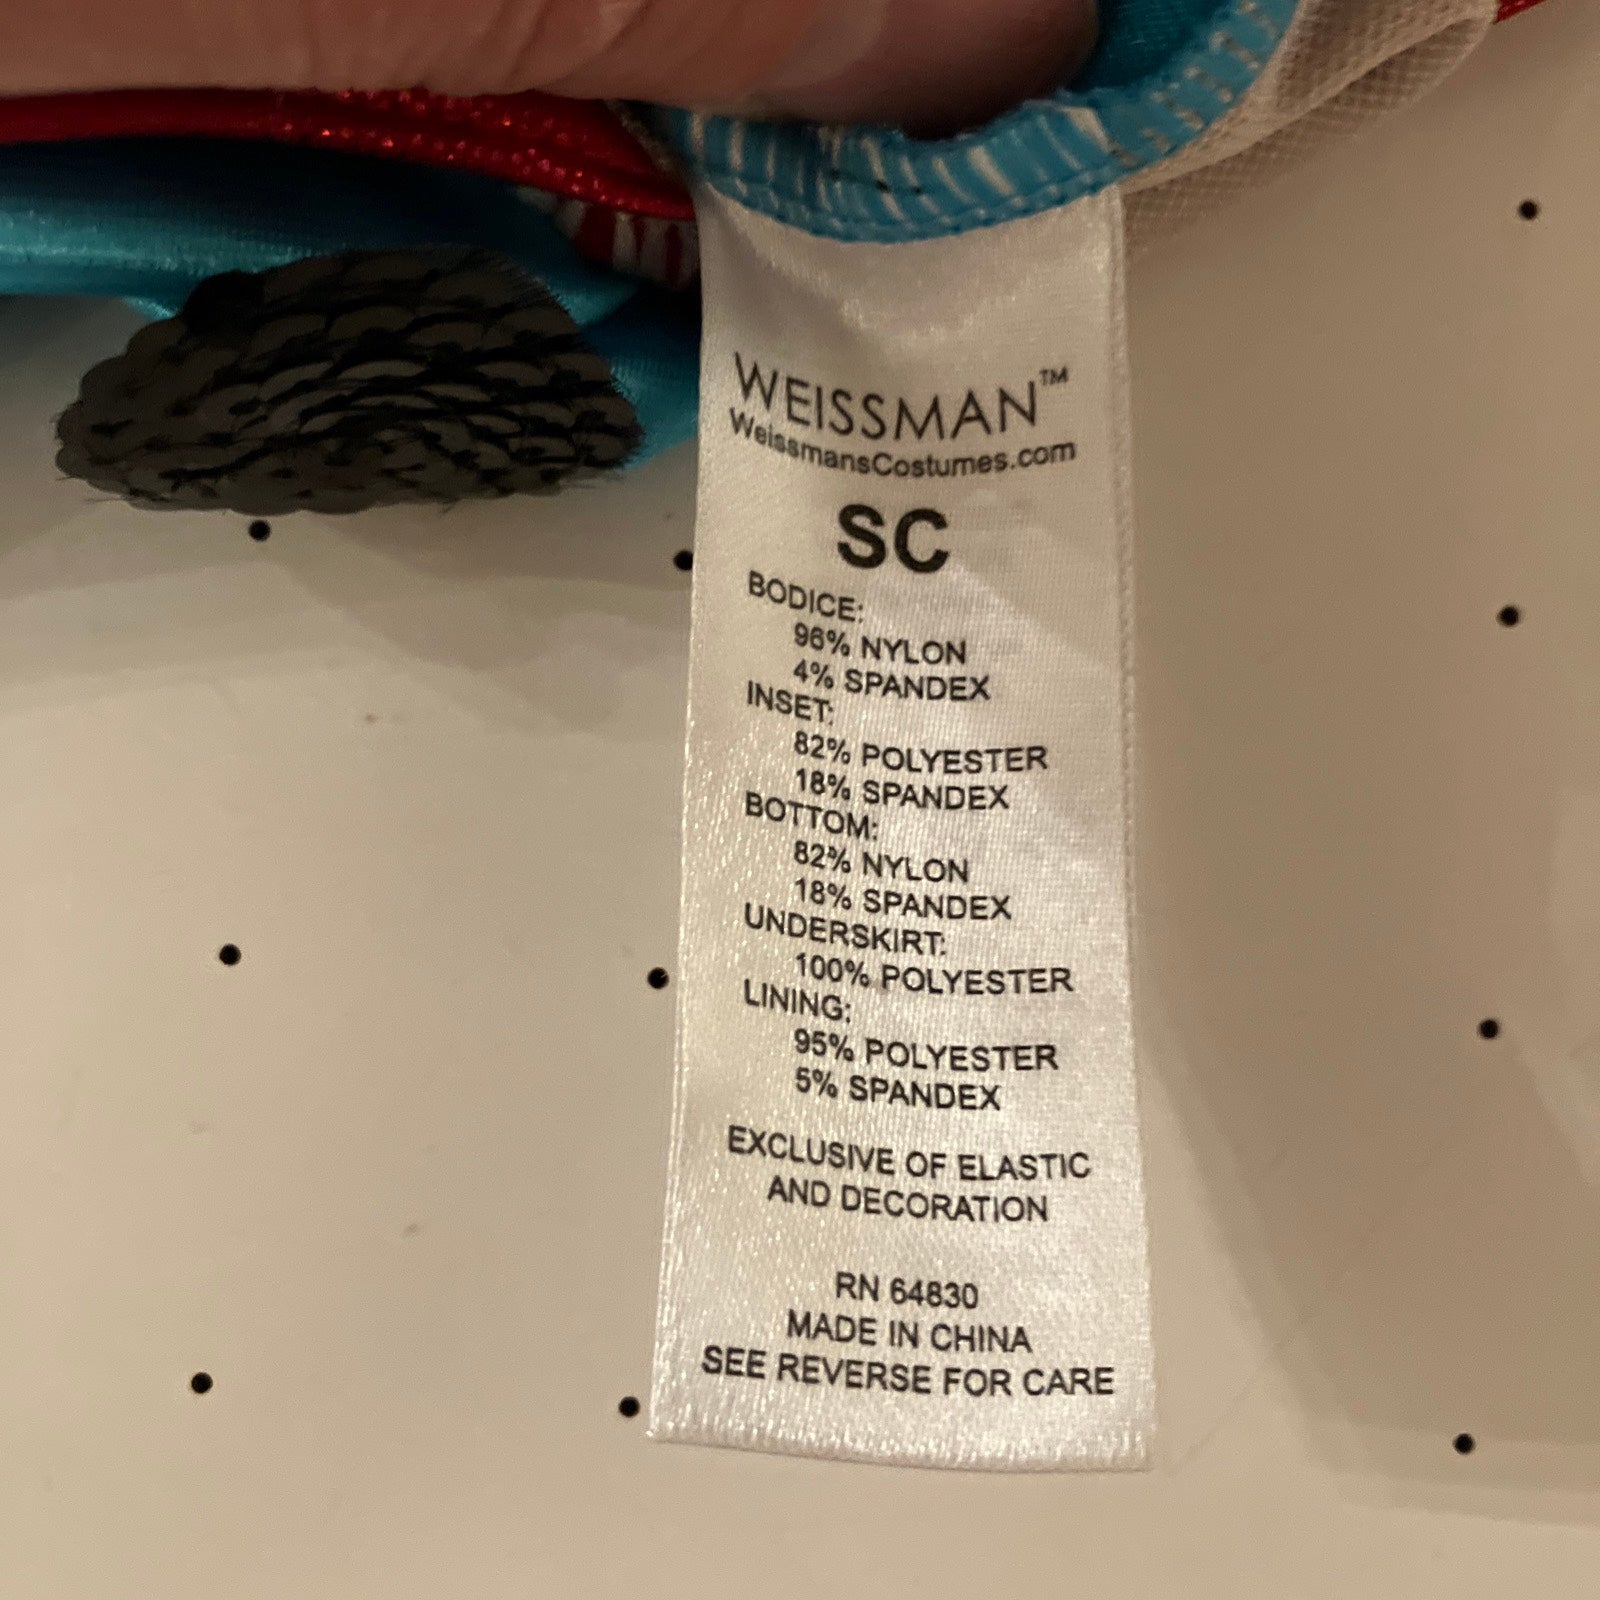 WEISSMAN™
WeissmansCostumes.com
SC
BODICE:
96% NYLON
4% SPANDEX
INSET:
82% POLYESTER
18% SPANDEX
BOTTOM:
82% NYLON
18% SPANDEX
UNDERSKIRT:
100% POLYESTER
LINING:
95% POLYESTER
5% SPANDEX
EXCLUSIVE OF ELASTIC
AND DECORATION
RN 64830
MADE IN CHINA
SEE REVERSE FOR CARE